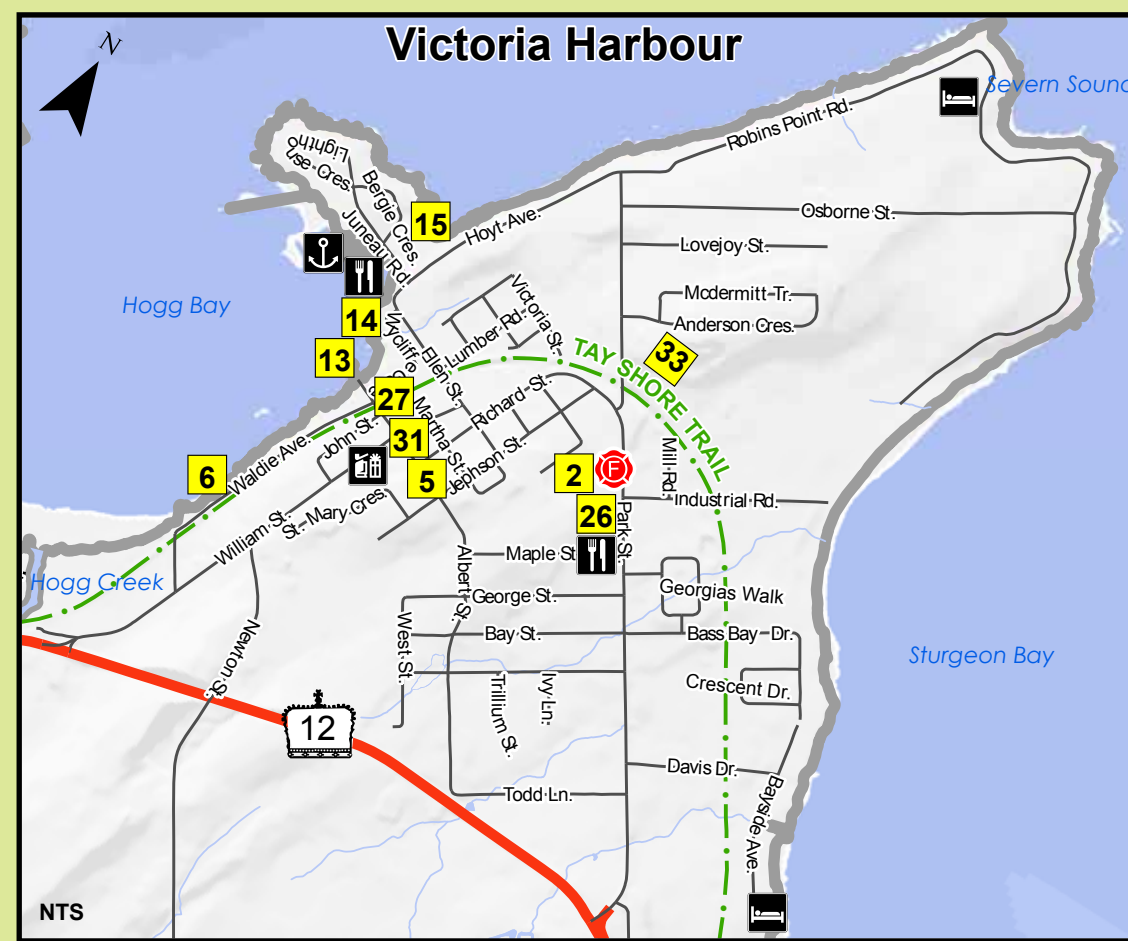 Victoria Harbour
N
Severn Sound
Robins Point Rd.
Lighthouse Cres.
Bergie Cres.
Juneau Rd.
15
Hoyt Ave.
Osborne St.
Lovejoy St.
Hogg Bay
Mcdermitt Tr.
Anderson Cres.
14
Victoria St.
Lumber Rd.
Wycliffe
Ellen St.
13
TAY SHORE TRAIL
33
27
Richard St.
Martha St.
John St.
31
Waldie Ave.
6
5
Jephson St.
2
F
Mill Rd.
Industrial Rd.
St. Mary Cres.
William St.
26
Park St.
Maple St
Albert St.
Hogg Creek
George St.
Georgias Walk
Newton St.
West St.
Bay St.
Bass Bay Dr.
Sturgeon Bay
Trillium St.
Ivy Ln.
Crescent Dr.
12
Davis Dr.
Todd Ln.
Bayside Ave.
NTS